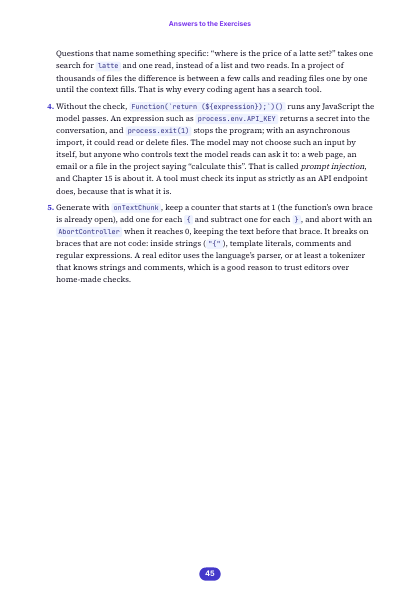 Answers to the Exercises
Questions that name something specific: “where is the price of a latte set?” takes one
search for latte and one read, instead of a list and two reads. In a project of
thousands of files the difference is between a few calls and reading files one by one
until the context fills. That is why every coding agent has a search tool.
4. Without the check, Function(`return (${expression});`)() runs any JavaScript the
model passes. An expression such as process.env.API_KEY returns a secret into the
conversation, and process.exit(1) stops the program; with an asynchronous
import, it could read or delete files. The model may not choose such an input by
itself, but anyone who controls text the model reads can ask it to: a web page, an
email or a file in the project saying “calculate this”. That is called prompt injection,
and Chapter 15 is about it. A tool must check its input as strictly as an API endpoint
does, because that is what it is.
5. Generate with onTextChunk, keep a counter that starts at 1 (the function’s own brace
is already open), add one for each { and subtract one for each }, and abort with an
AbortController when it reaches 0, keeping the text before that brace. It breaks on
braces that are not code: inside strings ("{"), template literals, comments and
regular expressions. A real editor uses the language’s parser, or at least a tokenizer
that knows strings and comments, which is a good reason to trust editors over
home-made checks.
45